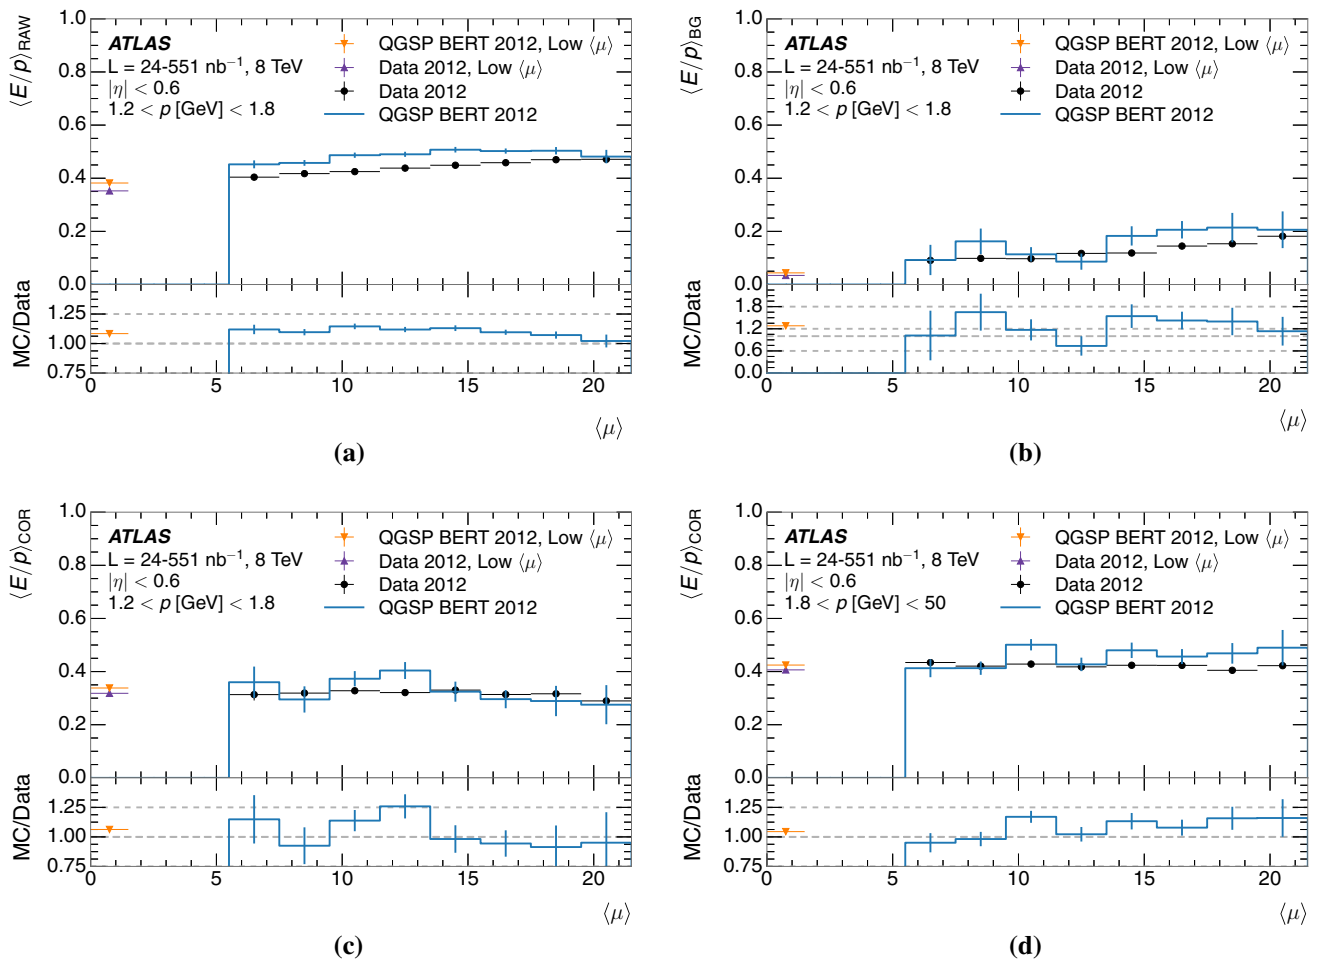 ⟨E/p⟩RAW
1.0
0.8
0.6
0.4
0.2
0.0
ATLAS
L = 24-551 nb⁻¹, 8 TeV
|η| < 0.6
1.2 < p [GeV] < 1.8
QGSP BERT 2012, Low ⟨μ⟩
Data 2012, Low ⟨μ⟩
Data 2012
QGSP BERT 2012
MC/Data
1.25
1.00
0.75
0 5 10 15 20
⟨μ⟩
(a)
⟨E/p⟩BG
1.0
0.8
0.6
0.4
0.2
0.0
ATLAS
L = 24-551 nb⁻¹, 8 TeV
|η| < 0.6
1.2 < p [GeV] < 1.8
QGSP BERT 2012, Low ⟨μ⟩
Data 2012, Low ⟨μ⟩
Data 2012
QGSP BERT 2012
MC/Data
1.8
1.2
0.6
0.0
0 5 10 15 20
⟨μ⟩
(b)
⟨E/p⟩COR
1.0
0.8
0.6
0.4
0.2
0.0
ATLAS
L = 24-551 nb⁻¹, 8 TeV
|η| < 0.6
1.2 < p [GeV] < 1.8
QGSP BERT 2012, Low ⟨μ⟩
Data 2012, Low ⟨μ⟩
Data 2012
QGSP BERT 2012
MC/Data
1.25
1.00
0.75
0 5 10 15 20
⟨μ⟩
(c)
⟨E/p⟩COR
1.0
0.8
0.6
0.4
0.2
0.0
ATLAS
L = 24-551 nb⁻¹, 8 TeV
|η| < 0.6
1.8 < p [GeV] < 50
QGSP BERT 2012, Low ⟨μ⟩
Data 2012, Low ⟨μ⟩
Data 2012
QGSP BERT 2012
MC/Data
1.25
1.00
0.75
0 5 10 15 20
⟨μ⟩
(d)